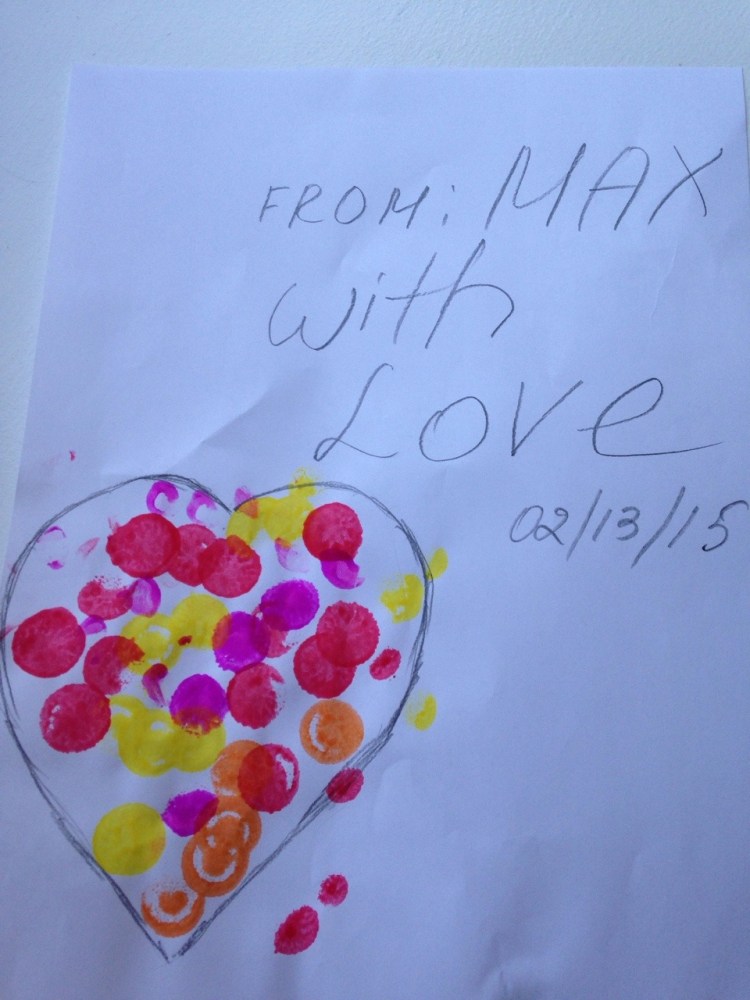 FROM: MAX
With
LOVe
02/13/15